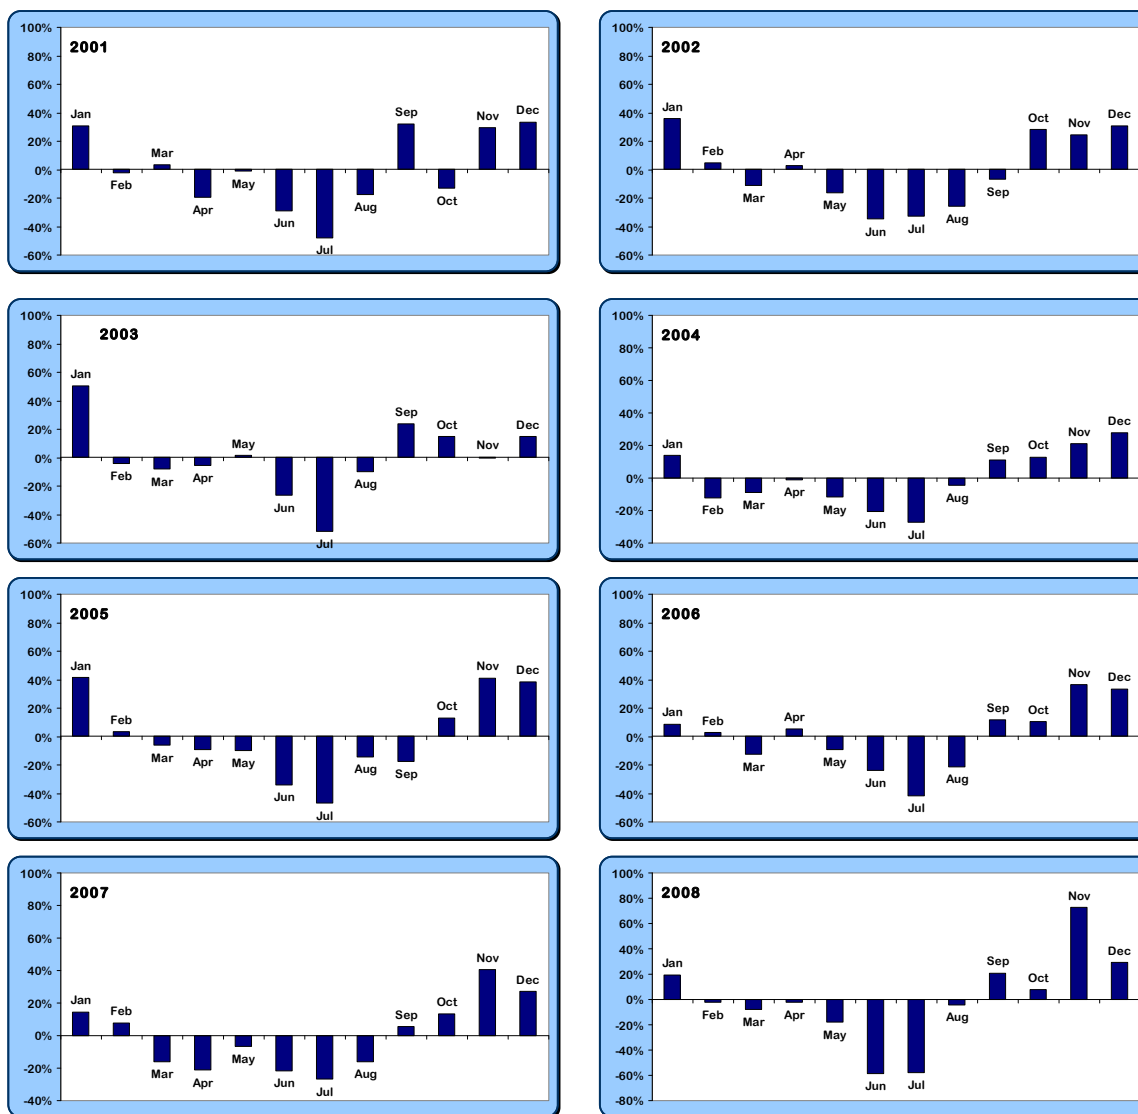 2001
100%
80%
60%
40%
20%
0%
-20%
-40%
-60%
Jan
Feb
Mar
Apr
May
Jun
Jul
Aug
Sep
Oct
Nov
Dec
2002
100%
80%
60%
40%
20%
0%
-20%
-40%
-60%
Jan
Feb
Mar
Apr
May
Jun
Jul
Aug
Sep
Oct
Nov
Dec
2003
100%
80%
60%
40%
20%
0%
-20%
-40%
-60%
Jan
Feb
Mar
Apr
May
Jun
Jul
Aug
Sep
Oct
Nov
Dec
2004
100%
80%
60%
40%
20%
0%
-20%
-40%
Jan
Feb
Mar
Apr
May
Jun
Jul
Aug
Sep
Oct
Nov
Dec
2005
100%
80%
60%
40%
20%
0%
-20%
-40%
-60%
Jan
Feb
Mar
Apr
May
Jun
Jul
Aug
Sep
Oct
Nov
Dec
2006
100%
80%
60%
40%
20%
0%
-20%
-40%
-60%
Jan
Feb
Mar
Apr
May
Jun
Jul
Aug
Sep
Oct
Nov
Dec
2007
100%
80%
60%
40%
20%
0%
-20%
-40%
Jan
Feb
Mar
Apr
May
Jun
Jul
Aug
Sep
Oct
Nov
Dec
2008
100%
80%
60%
40%
20%
0%
-20%
-40%
-60%
-80%
Jan
Feb
Mar
Apr
May
Jun
Jul
Aug
Sep
Oct
Nov
Dec